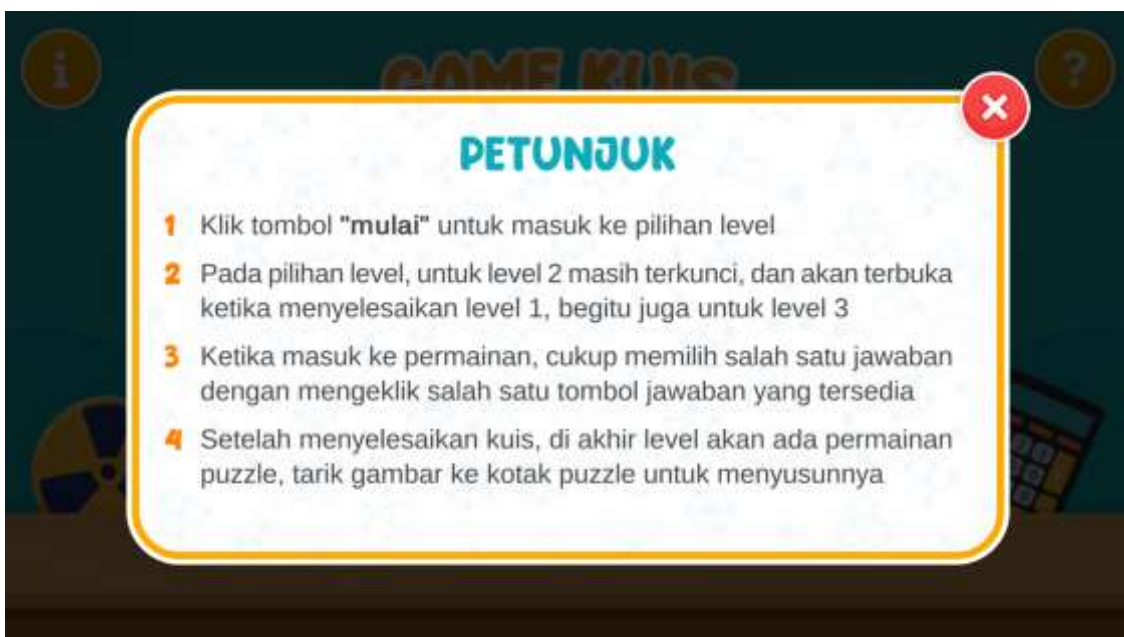 i
GAME KUIS
?
PETUNJUK
1 Klik tombol "mulai" untuk masuk ke pilihan level
2 Pada pilihan level, untuk level 2 masih terkunci, dan akan terbuka
ketika menyelesaikan level 1, begitu juga untuk level 3
3 Ketika masuk ke permainan, cukup memilih salah satu jawaban
dengan mengeklik salah satu tombol jawaban yang tersedia
4 Setelah menyelesaikan kuis, di akhir level akan ada permainan
puzzle, tarik gambar ke kotak puzzle untuk menyusunnya